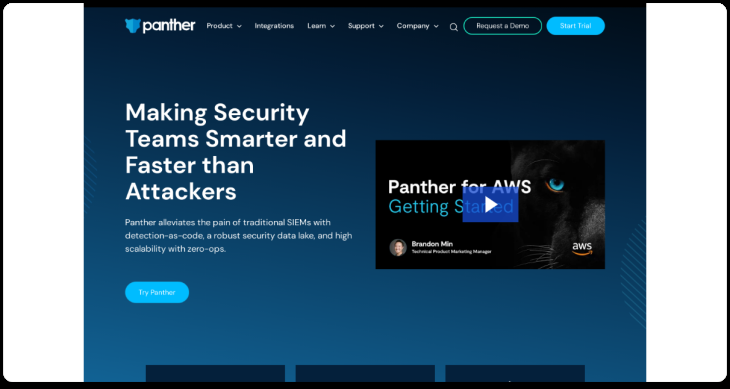 panther
Product
Integrations
Learn
Support
Company
Request a Demo
Start Trial
Making Security
Teams Smarter and
Faster than
Attackers
Panther alleviates the pain of traditional SIEMs with
detection-as-code, a robust security data lake, and high
scalability with zero-ops.
Try Panther
Panther for AWS
Getting Started
Brandon Min
Technical Product Marketing Manager
aws